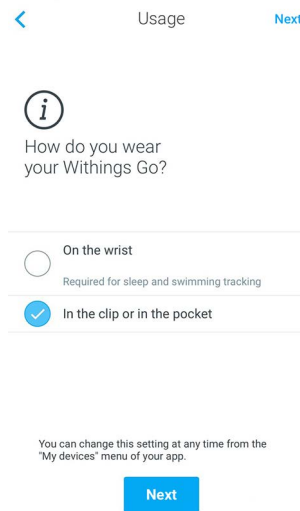 Usage
Next
i
How do you wear
your Withings Go?
On the wrist
Required for sleep and swimming tracking
In the clip or in the pocket
You can change this setting at any time from the
"My devices" menu of your app.
Next